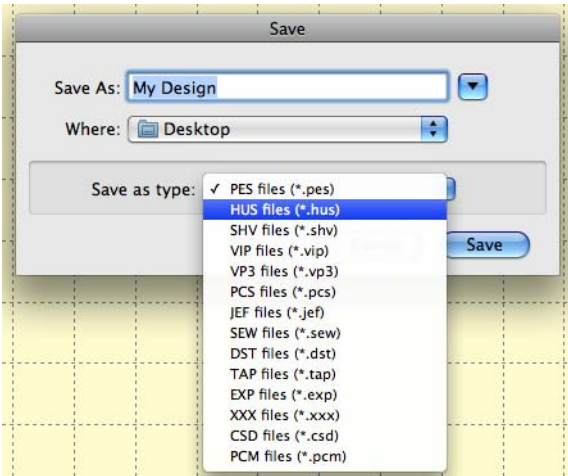 Save
Save As: My Design
Where: Desktop
Save as type: ✓ PES files (*.pes)
HUS files (*.hus)
SHV files (*.shv)
VIP files (*.vip)
VP3 files (*.vp3)
PCS files (*.pcs)
JEF files (*.jef)
SEW files (*.sew)
DST files (*.dst)
TAP files (*.tap)
EXP files (*.exp)
XXX files (*.xxx)
CSD files (*.csd)
PCM files (*.pcm)
Save